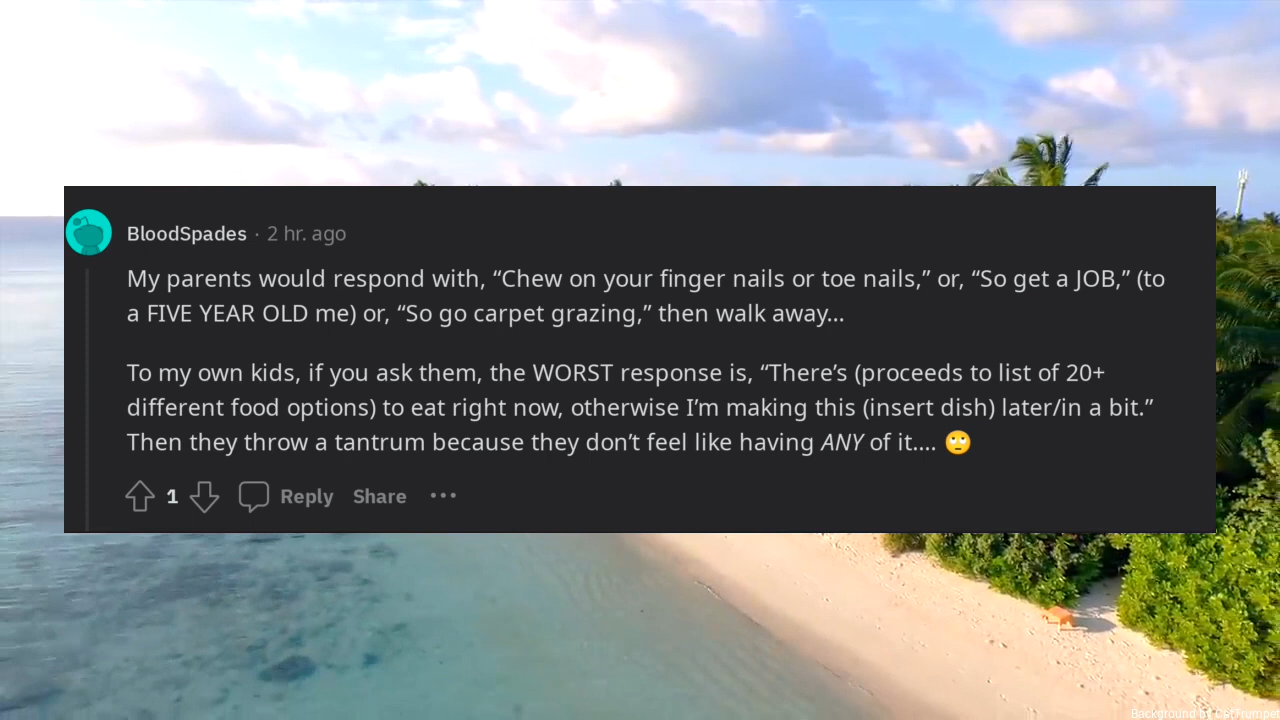 BloodSpades · 2 hr. ago
My parents would respond with, “Chew on your finger nails or toe nails,” or, “So get a JOB,” (to
a FIVE YEAR OLD me) or, “So go carpet grazing,” then walk away...
To my own kids, if you ask them, the WORST response is, “There’s (proceeds to list of 20+
different food options) to eat right now, otherwise I’m making this (insert dish) later/in a bit.”
Then they throw a tantrum because they don’t feel like having ANY of it.... 🙄
1 Reply Share •••
Background by